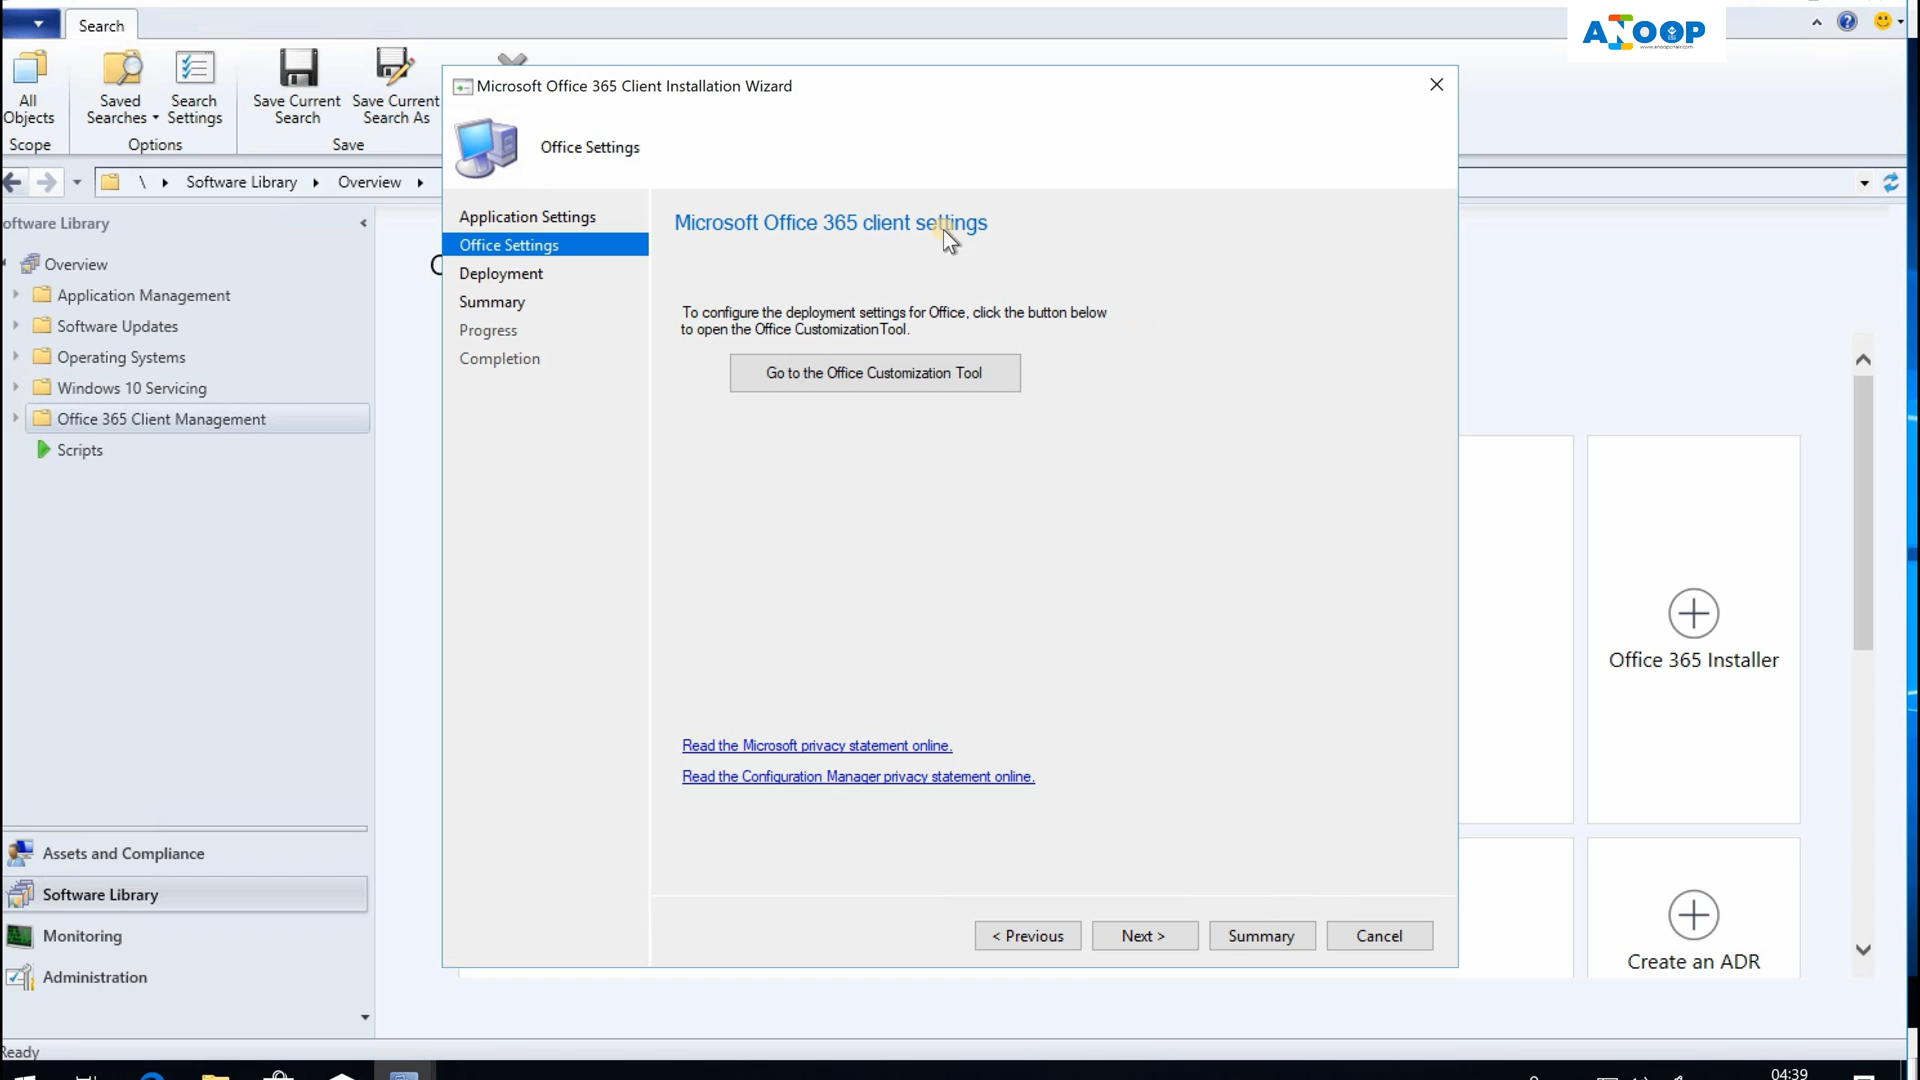 Search
ANOOP
www.anoopcnair.com
All
Objects
Saved
Searches
Search
Settings
Save Current
Search
Save Current
Search As
Scope
Options
Save
Microsoft Office 365 Client Installation Wizard
Office Settings
\ Software Library Overview
oftware Library
Overview
Application Management
Software Updates
Operating Systems
Windows 10 Servicing
Office 365 Client Management
Scripts
Application Settings
Office Settings
Deployment
Summary
Progress
Completion
Microsoft Office 365 client settings
To configure the deployment settings for Office, click the button below
to open the Office Customization Tool.
Go to the Office Customization Tool
Read the Microsoft privacy statement online.
Read the Configuration Manager privacy statement online.
< Previous
Next >
Summary
Cancel
Office 365 Installer
Create an ADR
Assets and Compliance
Software Library
Monitoring
Administration
Ready
04:39